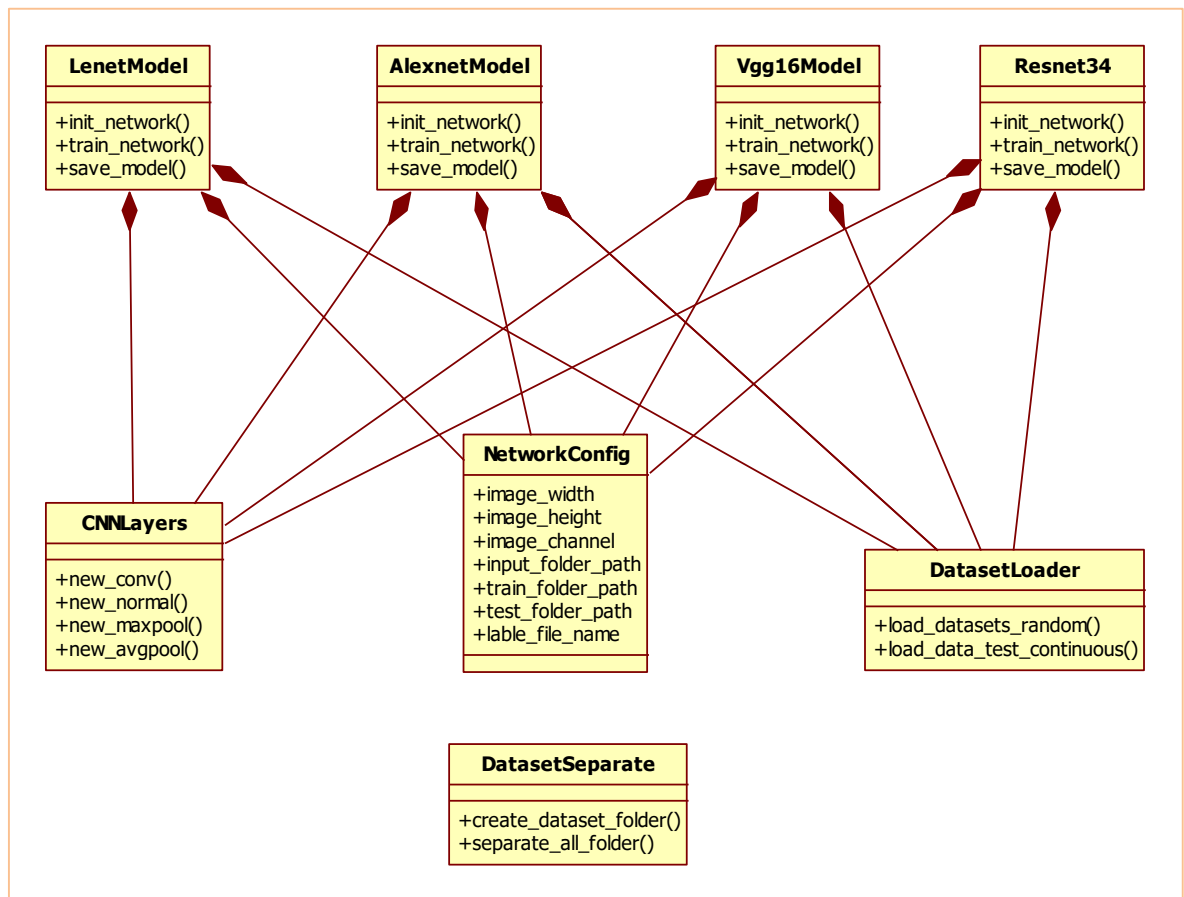 LenetModel
+init_network()
+train_network()
+save_model()
AlexnetModel
+init_network()
+train_network()
+save_model()
Vgg16Model
+init_network()
+train_network()
+save_model()
Resnet34
+init_network()
+train_network()
+save_model()
CNNLayers
+new_conv()
+new_normal()
+new_maxpool()
+new_avgpool()
NetworkConfig
+image_width
+image_height
+image_channel
+input_folder_path
+train_folder_path
+test_folder_path
+lable_file_name
DatasetLoader
+load_datasets_random()
+load_data_test_continuous()
DatasetSeparate
+create_dataset_folder()
+separate_all_folder()